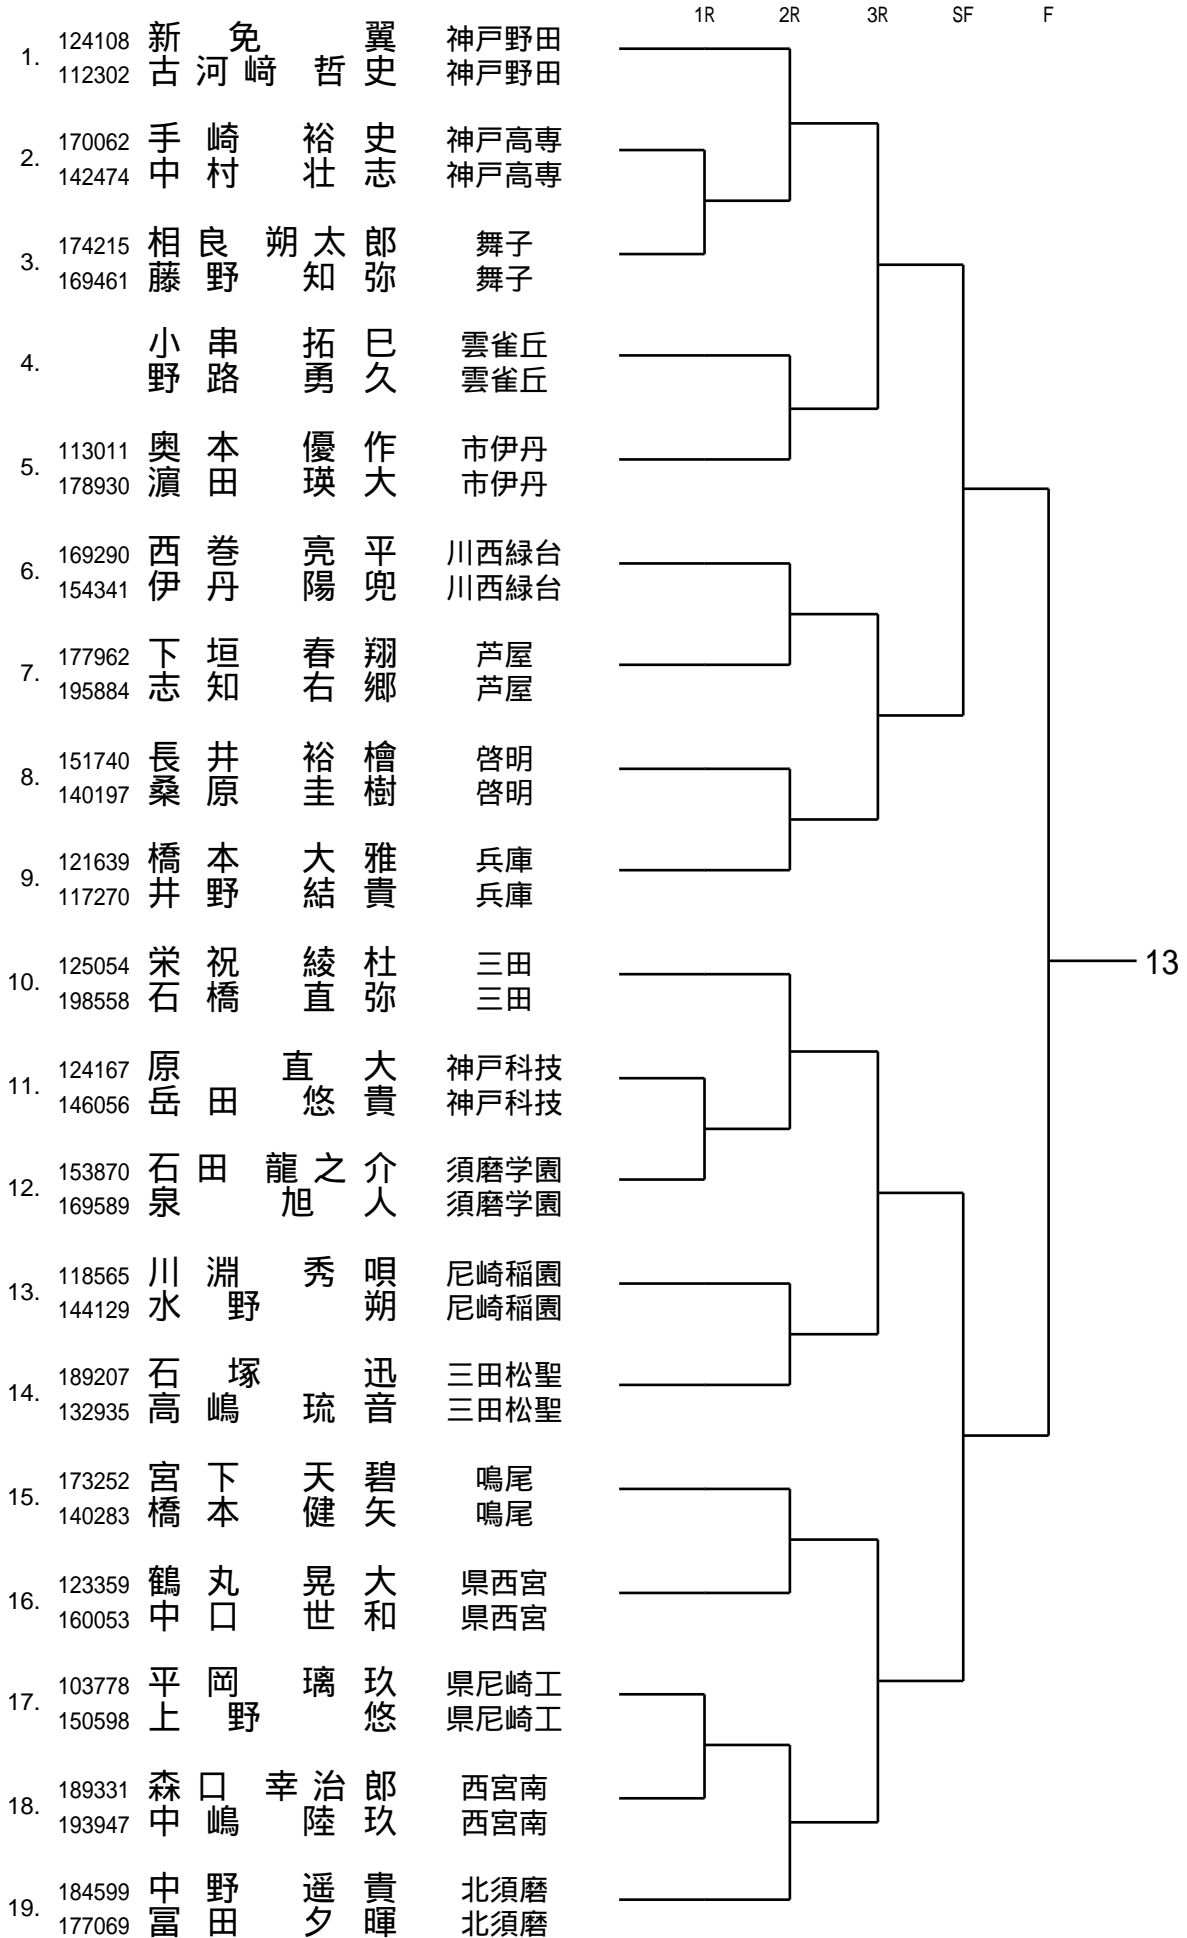 1R 2R 3R SF F
1. 124108 新免 翼 神戸野田
112302 古河﨑 哲史 神戸野田
2. 170062 手崎 裕史 神戸高専
142474 中村 壮志 神戸高専
3. 174215 相良 朔太郎 舞子
169461 藤野 知弥 舞子
4. 小串 拓巳 雲雀丘
野路 勇久 雲雀丘
5. 113011 奥本 優作 市伊丹
178930 濵田 瑛大 市伊丹
6. 169290 西巻 亮平 川西緑台
154341 伊丹 陽兜 川西緑台
7. 177962 下垣 春翔 芦屋
195884 志知 右郷 芦屋
8. 151740 長井 裕檜 啓明
140197 桑原 圭樹 啓明
9. 121639 橋本 大雅 兵庫
117270 井野 結貴 兵庫
10. 125054 栄祝 綾杜 三田
198558 石橋 直弥 三田
13
11. 124167 原 直大 神戸科技
146056 岳田 悠貴 神戸科技
12. 153870 石田 龍之介 須磨学園
169589 泉 旭人 須磨学園
13. 118565 川淵 秀唄 尼崎稲園
144129 水野 朔 尼崎稲園
14. 189207 石塚 迅 三田松聖
132935 高嶋 琉音 三田松聖
15. 173252 宮下 天碧 鳴尾
140283 橋本 健矢 鳴尾
16. 123359 鶴丸 晃大 県西宮
160053 中口 世和 県西宮
17. 103778 平岡 璃玖 県尼崎工
150598 上野 悠 県尼崎工
18. 189331 森口 幸治郎 西宮南
193947 中嶋 陸玖 西宮南
19. 184599 中野 遥貴 北須磨
177069 冨田 夕暉 北須磨